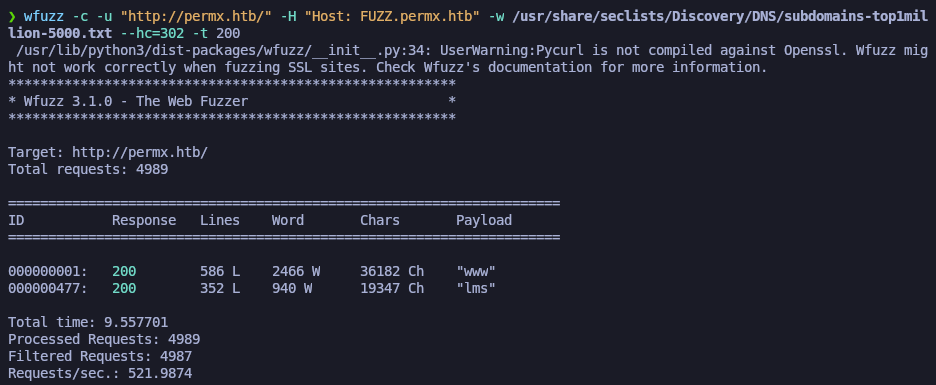 ❯ wfuzz -c -u "http://permx.htb/" -H "Host: FUZZ.permx.htb" -w /usr/share/seclists/Discovery/DNS/subdomains-top1mil
lion-5000.txt --hc=302 -t 200
 /usr/lib/python3/dist-packages/wfuzz/__init__.py:34: UserWarning:Pycurl is not compiled against Openssl. Wfuzz mig
ht not work correctly when fuzzing SSL sites. Check Wfuzz's documentation for more information.
********************************************************
* Wfuzz 3.1.0 - The Web Fuzzer                         *
********************************************************
Target: http://permx.htb/
Total requests: 4989
=====================================================================
ID           Response   Lines    Word       Chars       Payload
=====================================================================
000000001:   200        586 L    2466 W     36182 Ch    "www"
000000477:   200        352 L    940 W      19347 Ch    "lms"
Total time: 9.557701
Processed Requests: 4989
Filtered Requests: 4987
Requests/sec.: 521.9874